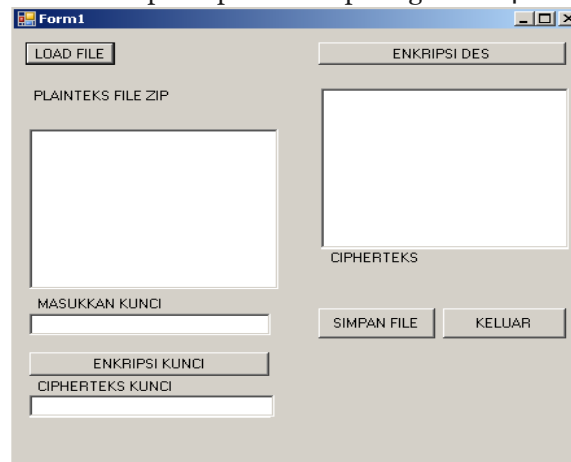 Form1
LOAD FILE
ENKRIPSI DES
PLAINTEKS FILE ZIP
CIPHERTEKS
MASUKKAN KUNCI
SIMPAN FILE
KELUAR
ENKRIPSI KUNCI
CIPHERTEKS KUNCI